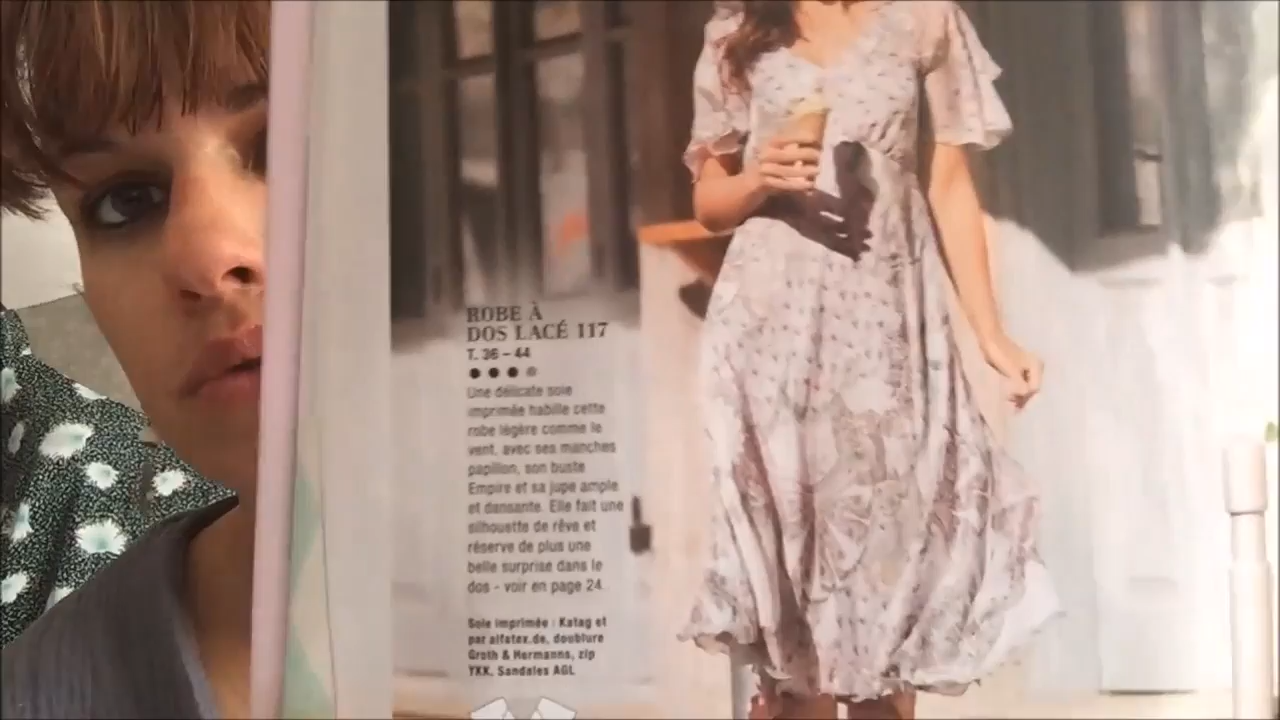 ROBE À
DOS LACÉ 117
T. 36 – 44
Une délicate soie
imprimée habille cette
robe légère comme le
vent, avec ses manches
papillon, son buste
Empire et sa jupe ample
et dansante. Elle fait une
silhouette de rêve et
réserve de plus une
belle surprise dans le
dos - voir en page 24.
Soie imprimée : Katag et
par alfatex.de, doublure
Groth & Hermanns, zip
YKK, Sandales AGL